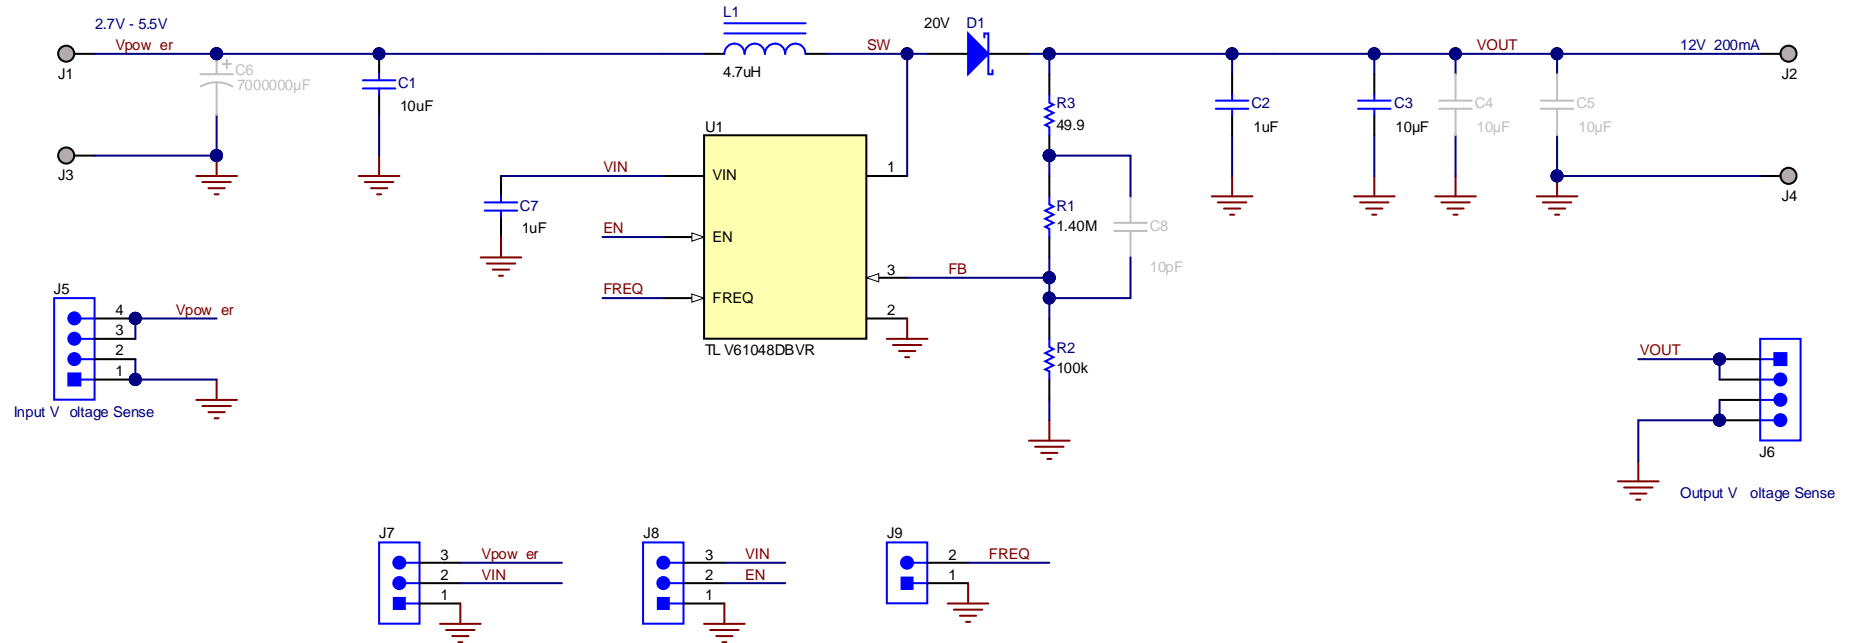 2.7V - 5.5V
Vpow er
J1
C6
7000000µF
J3
C1
10uF
L1
4.7uH
SW
20V
D1
VOUT
12V 200mA
J2
J4
R3
49.9
R1
1.40M
C8
10pF
R2
100k
C2
1uF
C3
10µF
C4
10µF
C5
10µF
U1
VIN
VIN
1
C7
1uF
EN
EN
FREQ
FREQ
3
FB
2
TL V61048DBVR
J5
4
Vpow er
3
2
1
Input V oltage Sense
VOUT
J6
Output V oltage Sense
J7
3
Vpow er
2
VIN
1
J8
3
VIN
2
EN
1
J9
2
FREQ
1